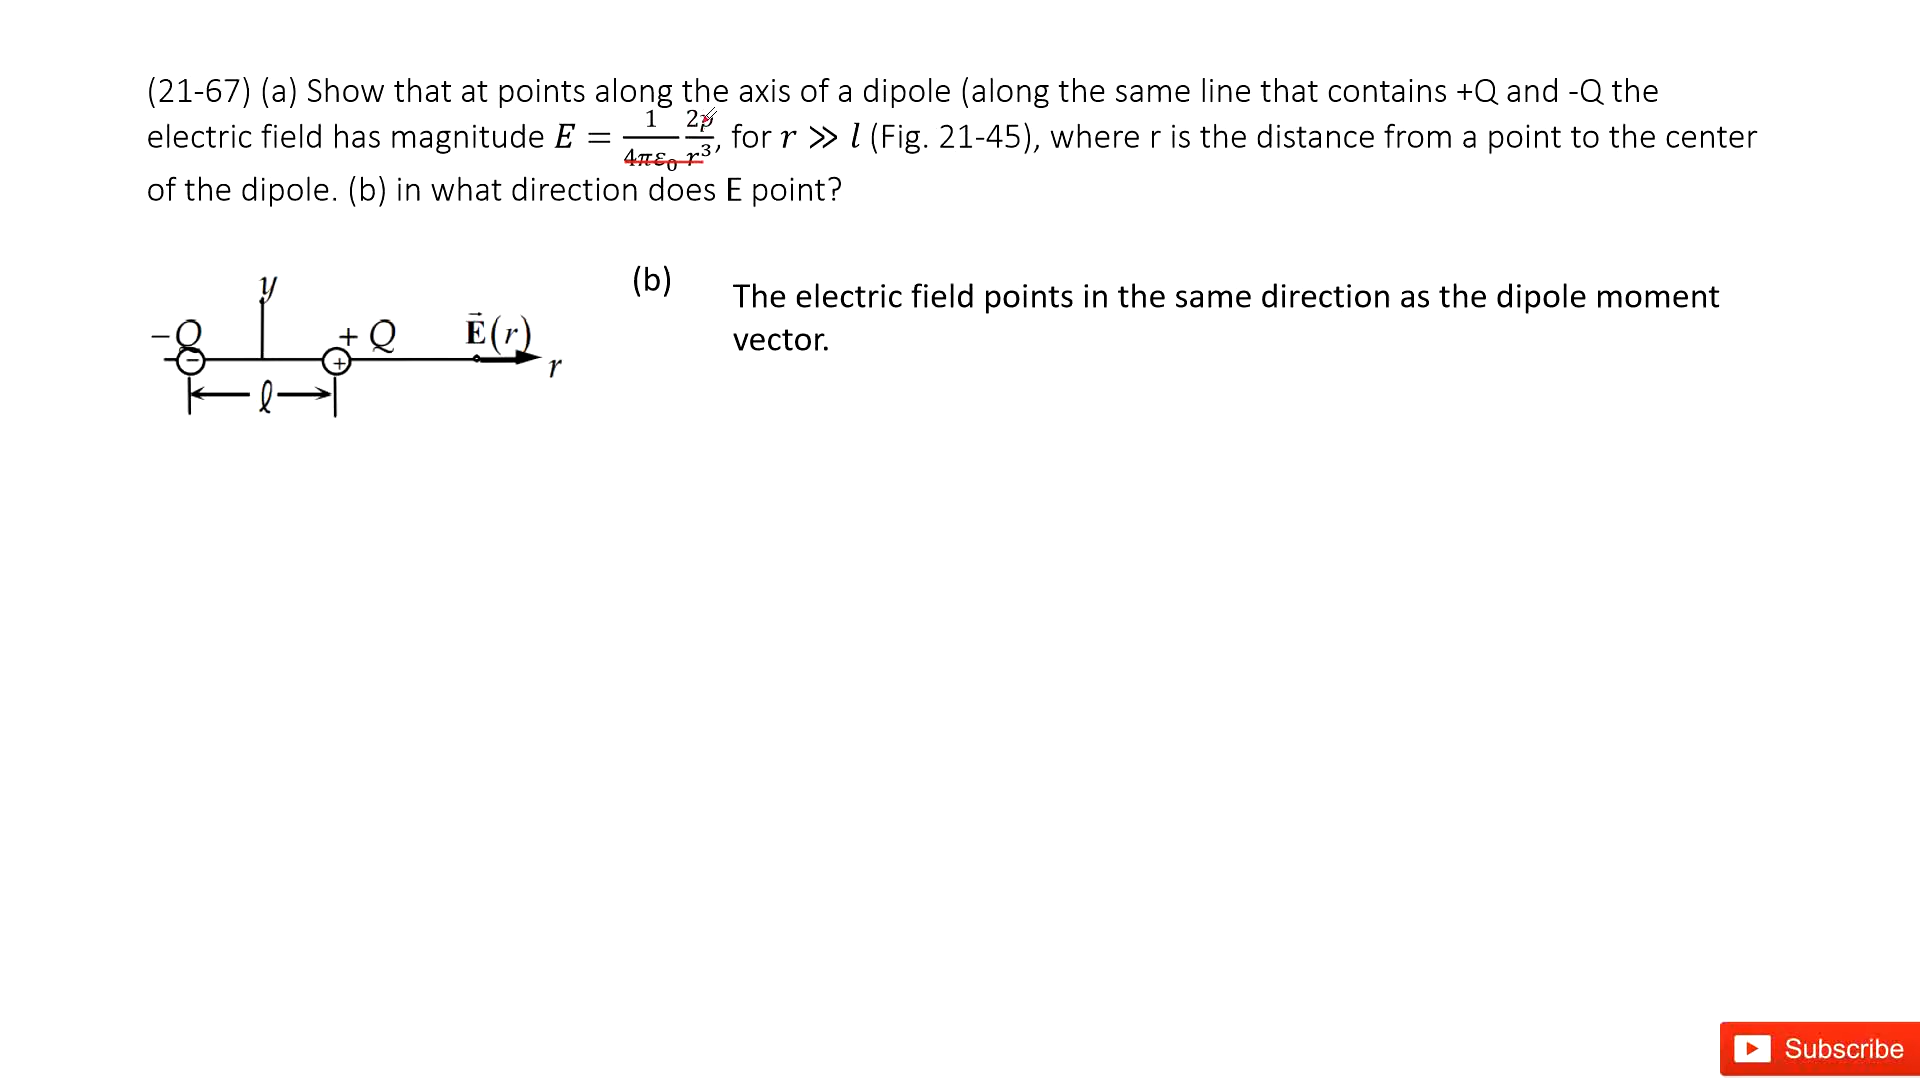 (21-67) (a) Show that at points along the axis of a dipole (along the same line that contains +Q and -Q the
electric field has magnitude E = 1/(4πε₀) 2p/r³, for r ≫ l (Fig. 21-45), where r is the distance from a point to the center
of the dipole. (b) in what direction does E point?
(b)
The electric field points in the same direction as the dipole moment
vector.
y
−Q
+ Q
E⃗(r)
−
+
r
ℓ
Subscribe